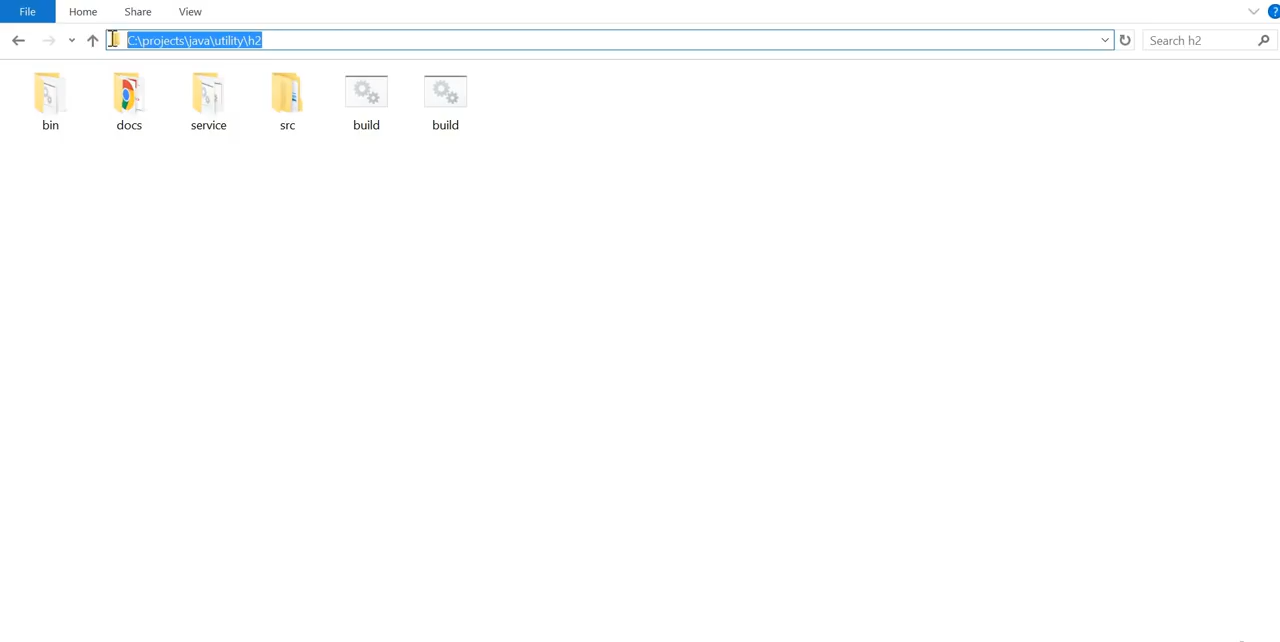 File Home Share View ?
C:\projects\java\utility\h2 Search h2
bin docs service src build build